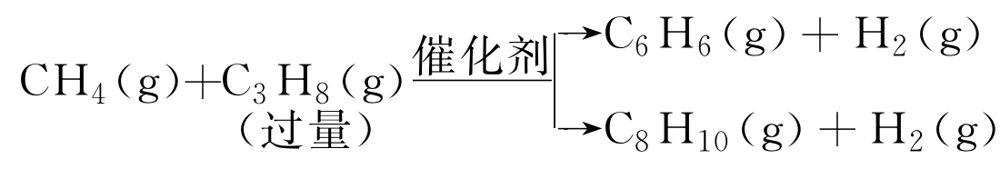 C₆H₆(g) + H₂(g)
CH₄(g)+C₃H₈(g) 催化剂
(过量)
C₈H₁₀(g) + H₂(g)